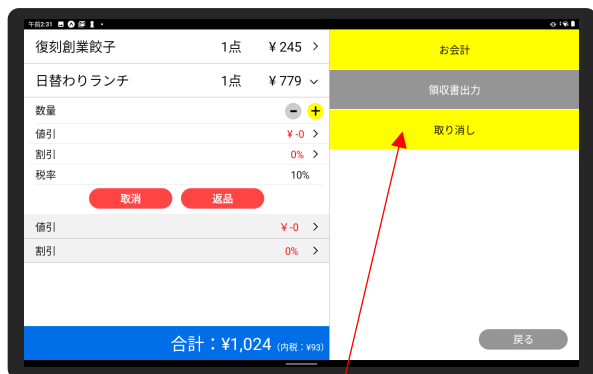 午前2:31
復刻創業餃子 1点 ¥ 245
日替わりランチ 1点 ¥ 779
数量
値引 ¥ -0
割引 0%
税率 10%
取消 返品
値引 ¥ -0
割引 0%
合計：¥1,024 (内税：¥93)
お会計
領収書出力
取り消し
戻る